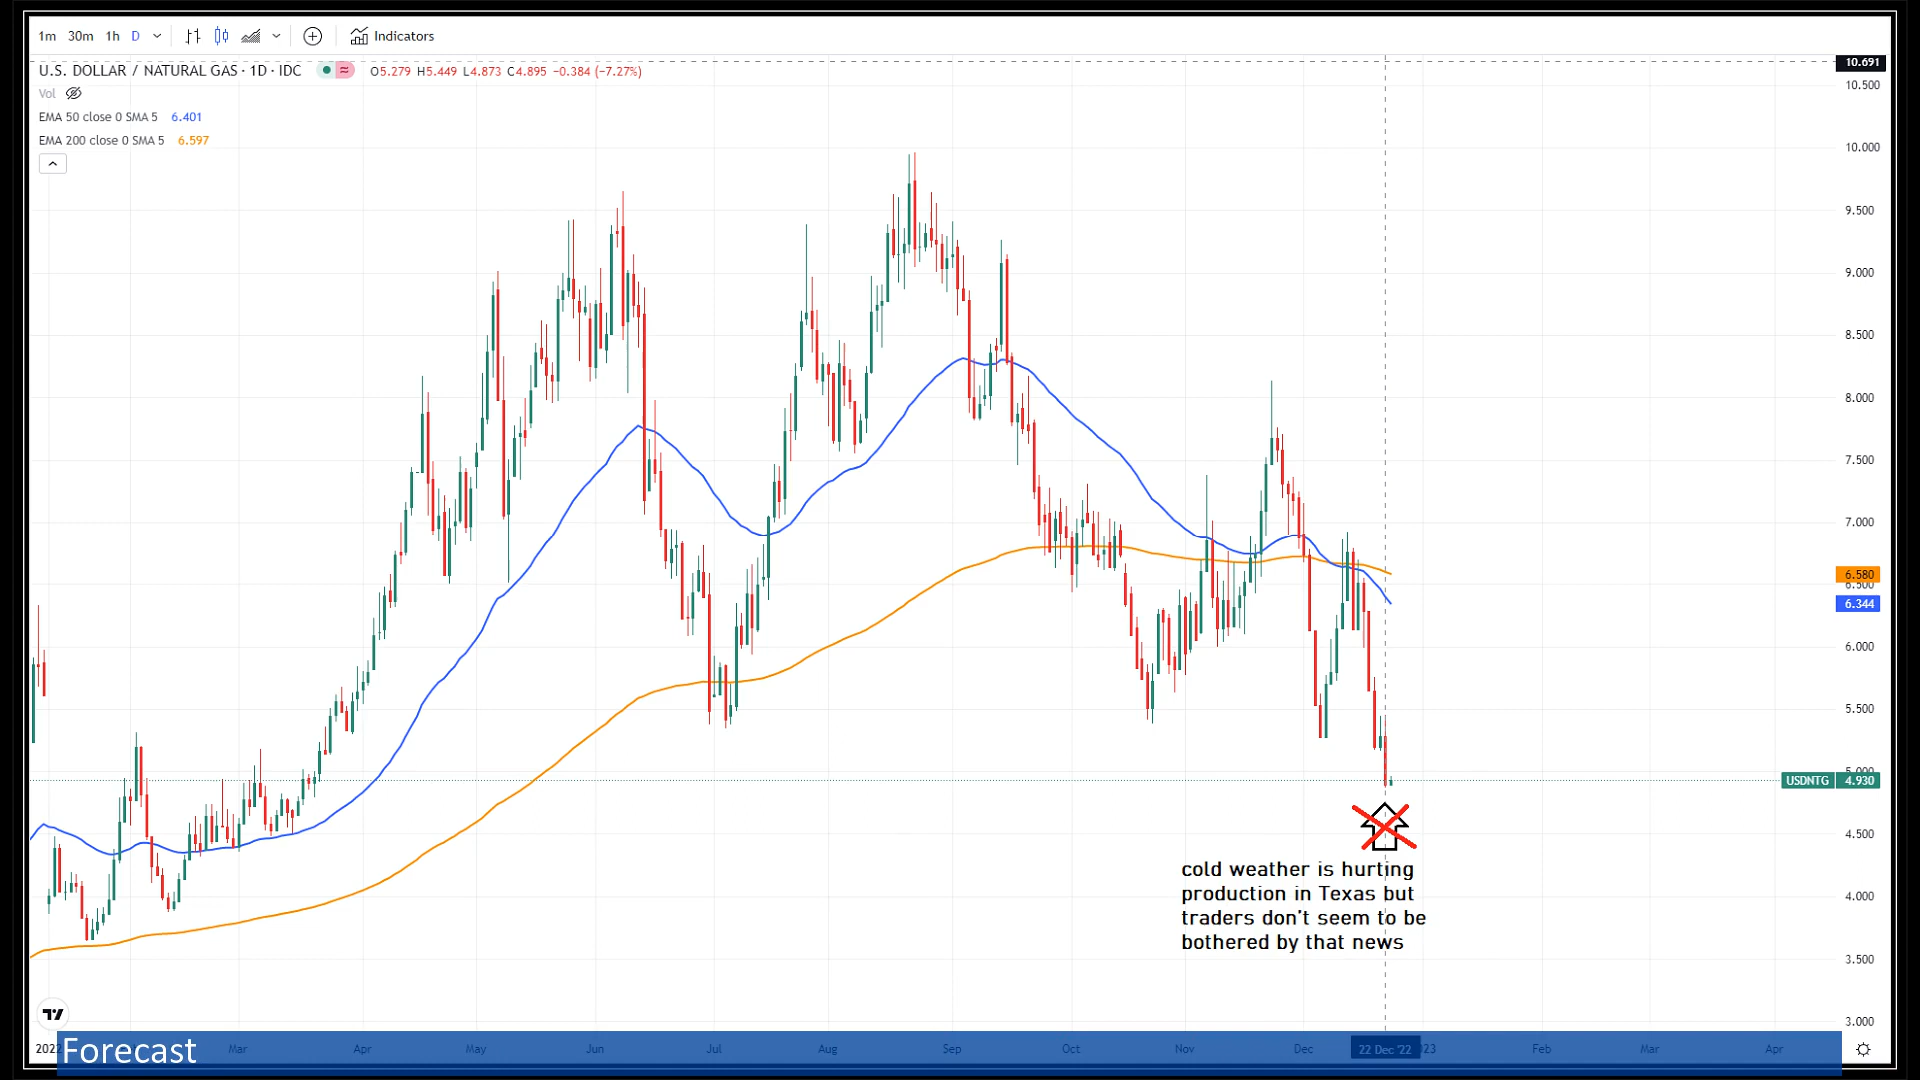 1m 30m 1h D Indicators
U.S. DOLLAR / NATURAL GAS · 1D · IDC O5.279 H5.449 L4.873 C4.895 −0.384 (−7.27%)
Vol
EMA 50 close 0 SMA 5 6.401
EMA 200 close 0 SMA 5 6.597
10.691
10.500
10.000
9.500
9.000
8.500
8.000
7.500
7.000
6.580
6.500
6.344
6.000
5.500
5.000
USDNTG 4.930
4.500
4.000
3.500
3.000
cold weather is hurting
production in Texas but
traders don't seem to be
bothered by that news
2022 Mar Apr May Jun Jul Aug Sep Oct Nov Dec 22 Dec '22 Feb Mar Apr
Forecast